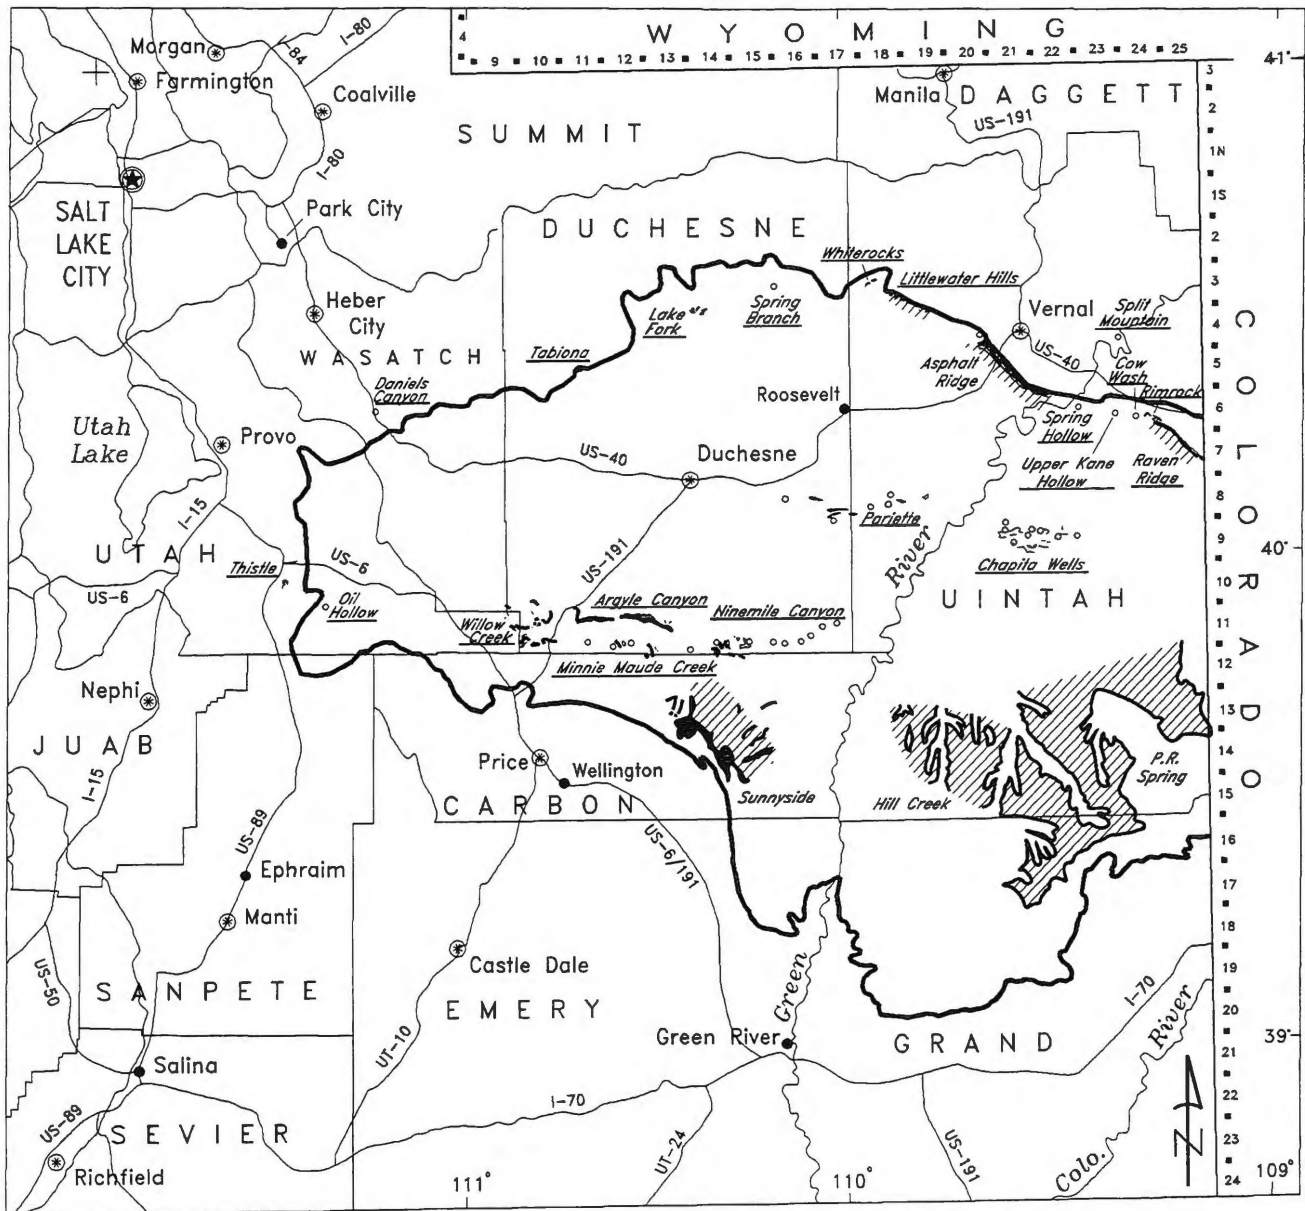 WYOMING
4
9 10 11 12 13 14 15 16 17 18 19 20 21 22 23 24 25
41°
Morgan
I-84
I-80
Farmington
Coalville
I-80
SUMMIT
Manila
DAGGETT
US-191
3
2
1N
1S
2
3
4
5
6
7
8
9
10
11
12
13
14
15
16
17
18
19
20
21
22
23
24
SALT
LAKE
CITY
Park City
DUCHESNE
Whiterocks
Littlewater Hills
Heber
City
Lake
Fork
Spring
Branch
Vernal
Split
Mountain
COLORADO
WASATCH
Tabiona
Asphalt
Ridge
US-40
Cow
Wash
Rimrock
Daniels
Canyon
Roosevelt
Utah
Lake
Provo
Spring
Hollow
US-40
Duchesne
Upper Kane
Hollow
Raven
Ridge
I-15
Pariette
River
UTAH
US-191
Chapita Wells
40°
Thistle
US-6
US-6
Oil
Hollow
Argyle Canyon
Ninemile Canyon
UINTAH
Willow
Creek
Minnie Maude Creek
Nephi
JUAB
I-15
Price
Wellington
Sunnyside
Hill Creek
P.R.
Spring
CARBON
US-89
US-6/191
Ephraim
Manti
Castle Dale
US-50
SANPETE
EMERY
Green
UT-10
Green River
GRAND
I-70
River
39°
Salina
I-70
US-89
SEVIER
UT-24
US-191
Colo.
N
Richfield
111°
110°
109°